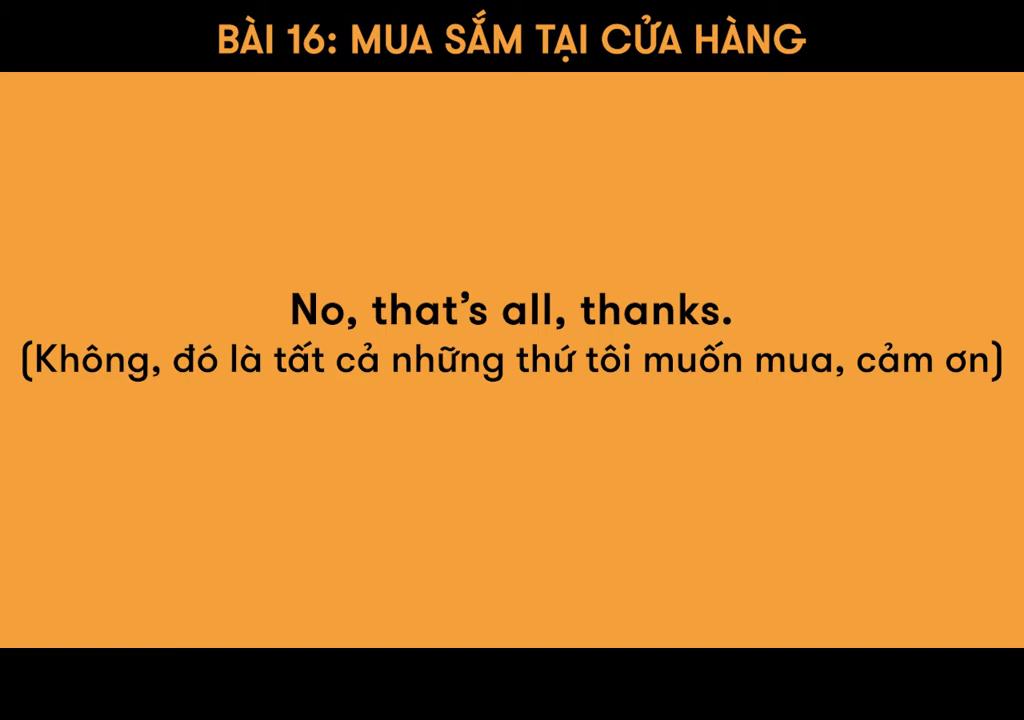 BÀI 16: MUA SẮM TẠI CỬA HÀNG
No, that’s all, thanks.
(Không, đó là tất cả những thứ tôi muốn mua, cảm ơn)